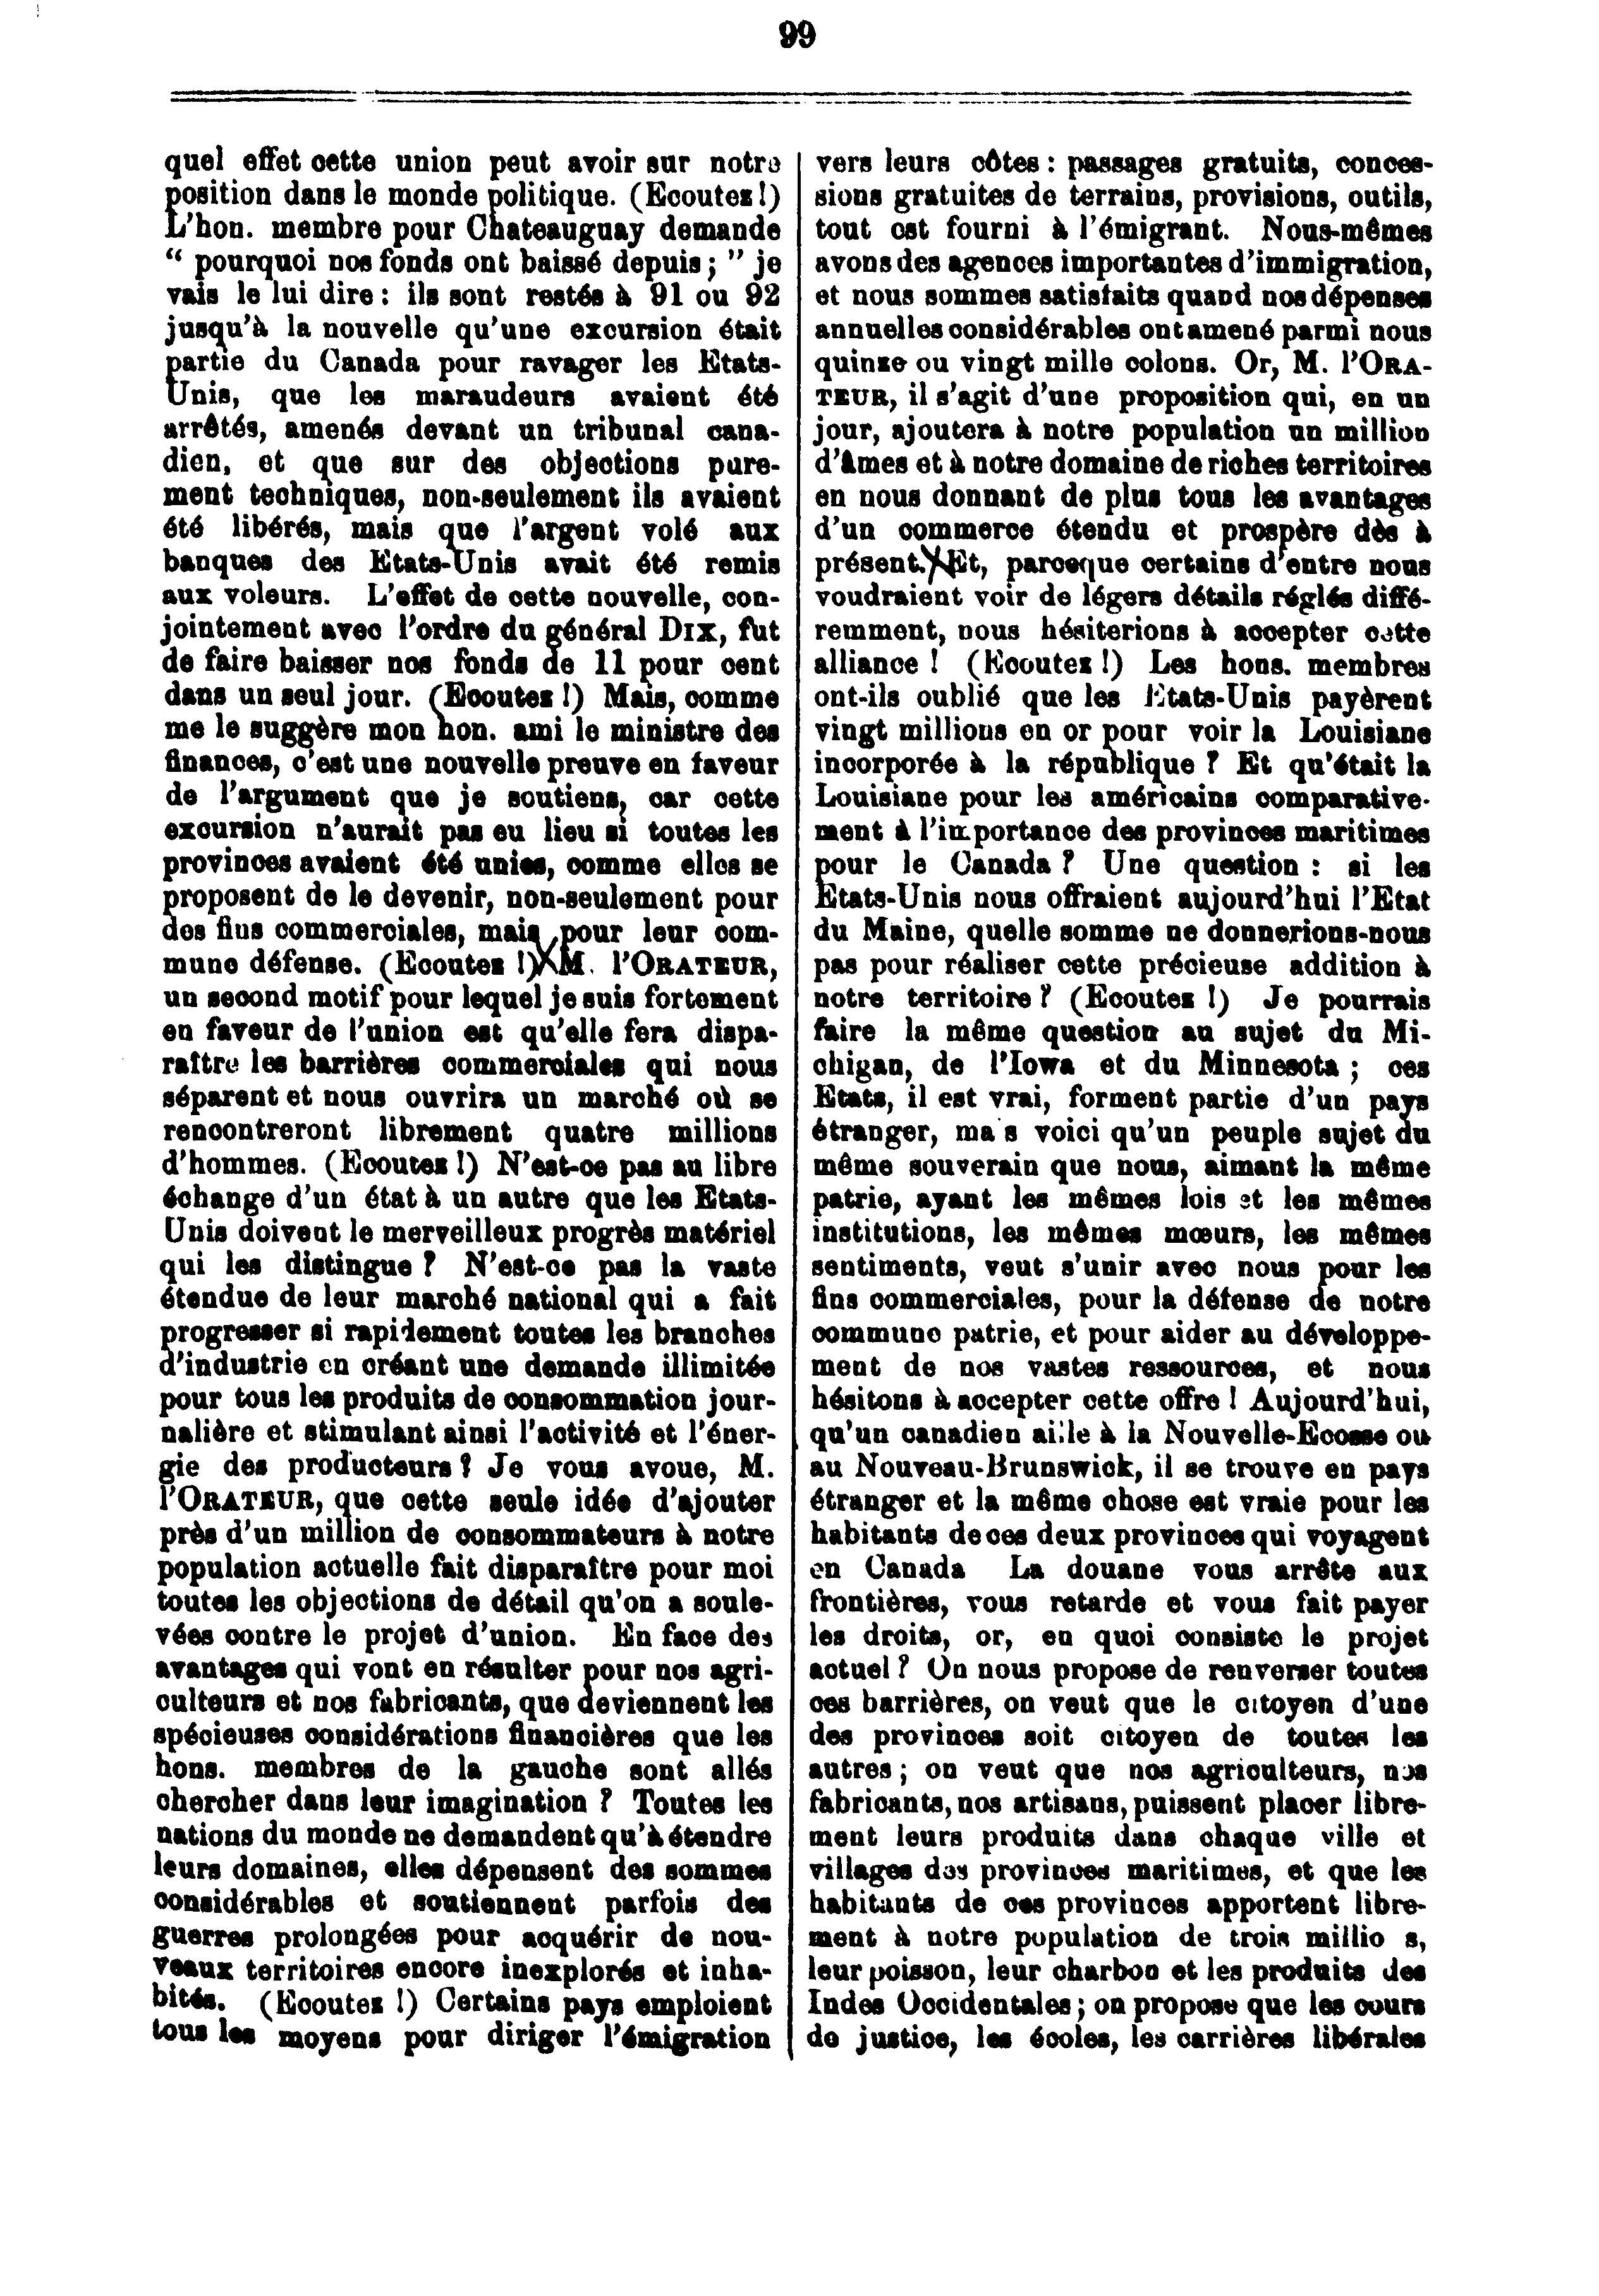 99
quel effet cette union peut avoir sur notre
position dans le monde politique. (Ecoutez !)
L'hon. membre pour Chateauguay demande
“ pourquoi nos fonds ont baissé depuis ; ” je
vais le lui dire : ils sont restés à 91 ou 92
jusqu'à la nouvelle qu'une excursion était
partie du Canada pour ravager les Etats-
Unis, que les maraudeurs avaient été
arrêtés, amenés devant un tribunal cana-
dien, et que sur des objections pure-
ment techniques, non-seulement ils avaient
été libérés, mais que l'argent volé aux
banques des Etats-Unis avait été remis
aux voleurs. L'effet de cette nouvelle, con-
jointement avec l'ordre du général DIX, fut
de faire baisser nos fonds de 11 pour cent
dans un seul jour. (Ecoutez !) Mais, comme
me le suggère mon hon. ami le ministre des
finances, c'est une nouvelle preuve en faveur
de l'argument que je soutiens, car cette
excursion n'aurait pas eu lieu si toutes les
provinces avaient été unies, comme elles se
proposent de le devenir, non-seulement pour
des fins commerciales, mais pour leur com-
mune défense. (Ecoutez !) M. l'ORATEUR,
un second motif pour lequel je suis fortement
en faveur de l'union est qu'elle fera dispa-
raître les barrières commerciales qui nous
séparent et nous ouvrira un marché où se
rencontreront librement quatre millions
d'hommes. (Ecoutez !) N'est-ce pas au libre
échange d'un état à un autre que les Etats-
Unis doivent le merveilleux progrès matériel
qui les distingue ? N'est-ce pas la vaste
étendue de leur marché national qui a fait
progresser si rapidement toutes les branches
d'industrie en créant une demande illimitée
pour tous les produits de consommation jour-
nalière et stimulant ainsi l'activité et l'éner-
gie des producteurs ? Je vous avoue, M.
l'ORATEUR, que cette seule idée d'ajouter
près d'un million de consommateurs à notre
population actuelle fait disparaître pour moi
toutes les objections de détail qu'on a soule-
vées contre le projet d'union. En face des
avantages qui vont en résulter pour nos agri-
culteurs et nos fabricants, que deviennent les
spécieuses considérations financières que les
hons. membres de la gauche sont allés
chercher dans leur imagination ? Toutes les
nations du monde ne demandent qu'à étendre
leurs domaines, elles dépensent des sommes
considérables et soutiennent parfois des
guerres prolongées pour acquérir de nou-
veaux territoires encore inexplorés et inha-
bités. (Ecoutez !) Certains pays emploient
tous les moyens pour diriger l'émigration
vers leurs côtes : passages gratuits, conces-
sions gratuites de terrains, provisions, outils,
tout est fourni à l'émigrant. Nous-mêmes
avons des agences importantes d'immigration,
et nous sommes satisfaits quand nos dépenses
annuelles considérables ont amené parmi nous
quinze ou vingt mille colons. Or, M. l'ORA-
TEUR, il s'agit d'une proposition qui, en un
jour, ajoutera à notre population un million
d'âmes et à notre domaine de riches territoires
en nous donnant de plus tous les avantages
d'un commerce étendu et prospère dès à
présent. Et, parceque certains d'entre nous
voudraient voir de légers détails réglés diffé-
remment, nous hésiterions à accepter cette
alliance ! (Ecoutez !) Les hons. membres
ont-ils oublié que les Etats-Unis payèrent
vingt millions en or pour voir la Louisiane
incorporée à la république ? Et qu'était la
Louisiane pour les américains comparative-
ment à l'importance des provinces maritimes
pour le Canada ? Une question : si les
Etats-Unis nous offraient aujourd'hui l'Etat
du Maine, quelle somme ne donnerions-nous
pas pour réaliser cette précieuse addition à
notre territoire ? (Ecoutez !) Je pourrais
faire la même question au sujet du Mi-
chigan, de l'Iowa et du Minnesota ; ces
Etats, il est vrai, forment partie d'un pays
étranger, mais voici qu'un peuple sujet du
même souverain que nous, aimant la même
patrie, ayant les mêmes lois et les mêmes
institutions, les mêmes mœurs, les mêmes
sentiments, veut s'unir avec nous pour les
fins commerciales, pour la défense de notre
commune patrie, et pour aider au développe-
ment de nos vastes ressources, et nous
hésitons à accepter cette offre ! Aujourd'hui,
qu'un canadien aille à la Nouvelle-Ecosse ou
au Nouveau-Brunswick, il se trouve en pays
étranger et la même chose est vraie pour les
habitants de ces deux provinces qui voyagent
en Canada La douane vous arrête aux
frontières, vous retarde et vous fait payer
les droits, or, en quoi consiste le projet
actuel ? On nous propose de renverser toutes
ces barrières, on veut que le citoyen d'une
des provinces soit citoyen de toutes les
autres ; on veut que nos agriculteurs, nos
fabricants, nos artisans, puissent placer libre-
ment leurs produits dans chaque ville et
villages des provinces maritimes, et que les
habitants de ces provinces apportent libre-
ment à notre population de trois millio s,
leur poisson, leur charbon et les produits des
Indes Occidentales ; on propose que les cours
de justice, les écoles, les carrières libérales